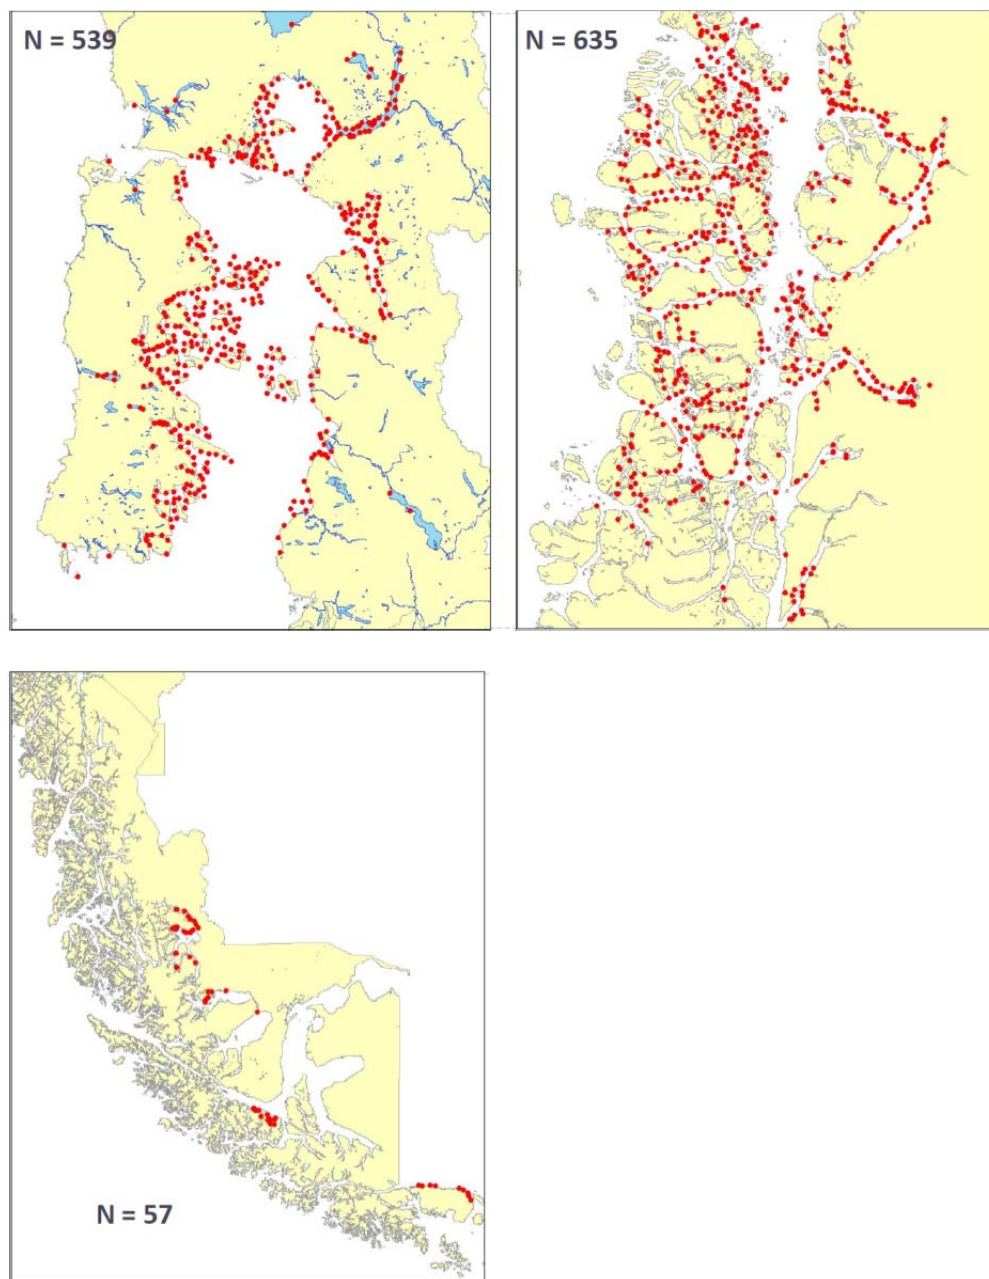 N = 539
N = 635
N = 57